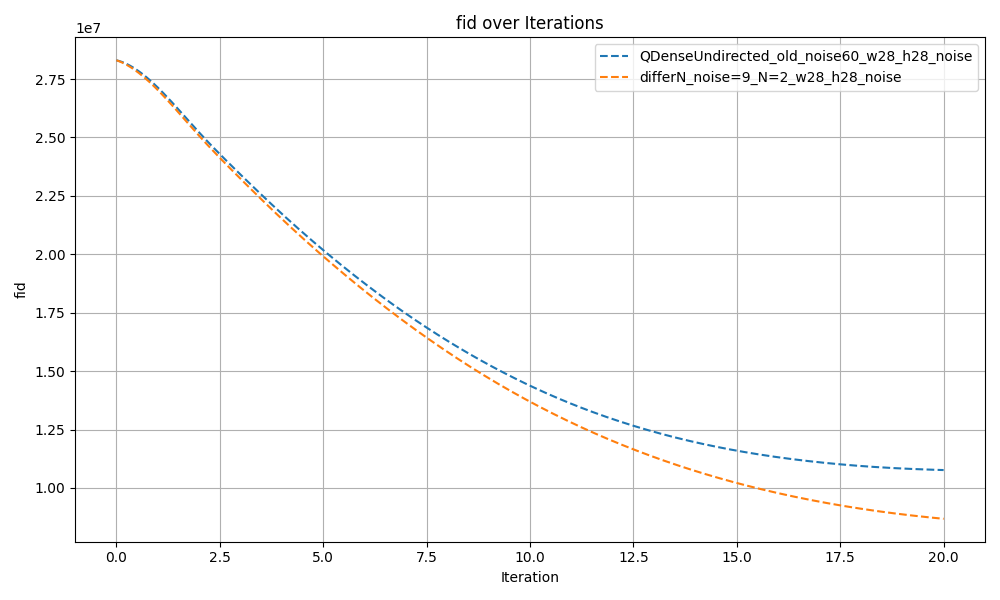 fid over Iterations
1e7
QDenseUndirected_old_noise60_w28_h28_noise
differN_noise=9_N=2_w28_h28_noise
2.75
2.50
2.25
2.00
1.75
1.50
1.25
1.00
fid
0.0 2.5 5.0 7.5 10.0 12.5 15.0 17.5 20.0
Iteration